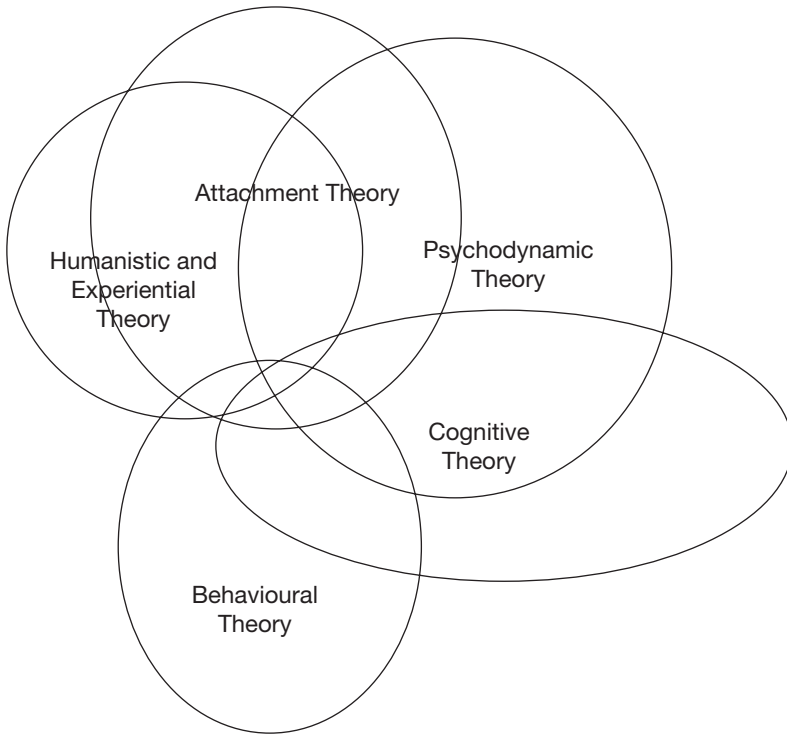 Attachment Theory
Humanistic and
Experiential
Theory
Psychodynamic
Theory
Cognitive
Theory
Behavioural
Theory